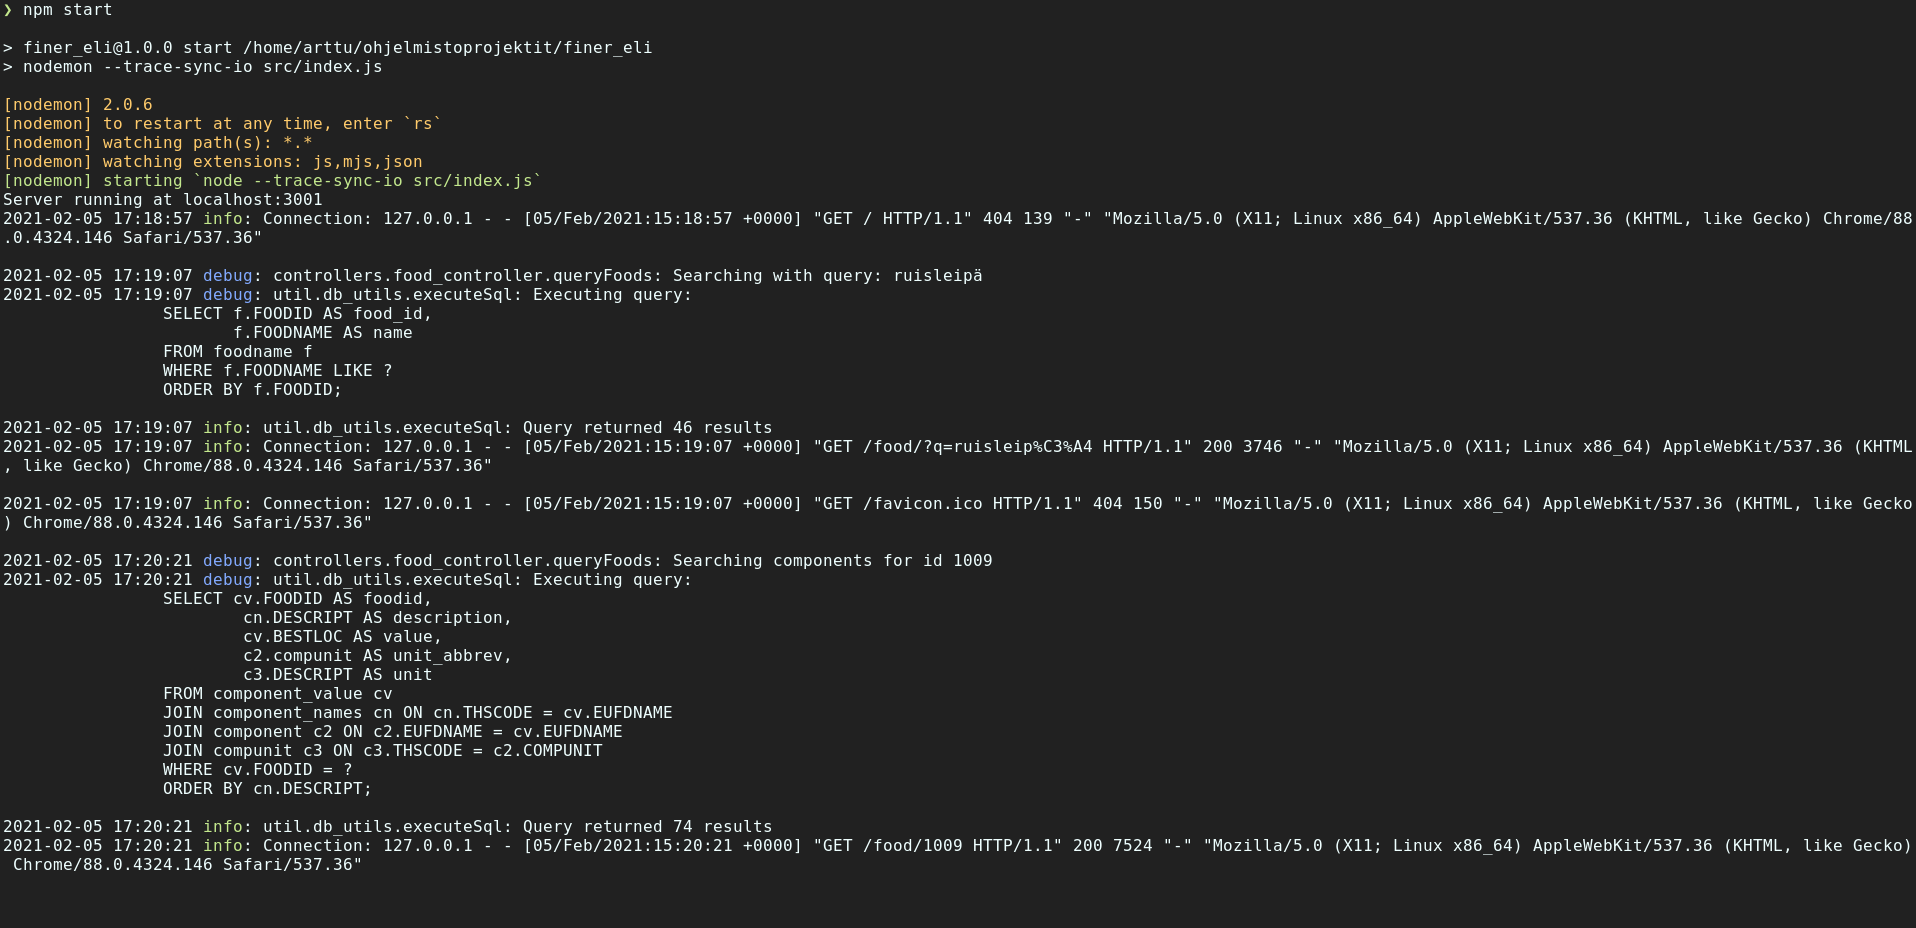 ❯ npm start
> finer_eli@1.0.0 start /home/arttu/ohjelmistoprojektit/finer_eli
> nodemon --trace-sync-io src/index.js
[nodemon] 2.0.6
[nodemon] to restart at any time, enter `rs`
[nodemon] watching path(s): *.*
[nodemon] watching extensions: js,mjs,json
[nodemon] starting `node --trace-sync-io src/index.js`
Server running at localhost:3001
2021-02-05 17:18:57 info: Connection: 127.0.0.1 - - [05/Feb/2021:15:18:57 +0000] "GET / HTTP/1.1" 404 139 "-" "Mozilla/5.0 (X11; Linux x86_64) AppleWebKit/537.36 (KHTML, like Gecko) Chrome/88
.0.4324.146 Safari/537.36"
2021-02-05 17:19:07 debug: controllers.food_controller.queryFoods: Searching with query: ruisleipä
2021-02-05 17:19:07 debug: util.db_utils.executeSql: Executing query:
SELECT f.FOODID AS food_id,
f.FOODNAME AS name
FROM foodname f
WHERE f.FOODNAME LIKE ?
ORDER BY f.FOODID;
2021-02-05 17:19:07 info: util.db_utils.executeSql: Query returned 46 results
2021-02-05 17:19:07 info: Connection: 127.0.0.1 - - [05/Feb/2021:15:19:07 +0000] "GET /food/?q=ruisleip%C3%A4 HTTP/1.1" 200 3746 "-" "Mozilla/5.0 (X11; Linux x86_64) AppleWebKit/537.36 (KHTML
, like Gecko) Chrome/88.0.4324.146 Safari/537.36"
2021-02-05 17:19:07 info: Connection: 127.0.0.1 - - [05/Feb/2021:15:19:07 +0000] "GET /favicon.ico HTTP/1.1" 404 150 "-" "Mozilla/5.0 (X11; Linux x86_64) AppleWebKit/537.36 (KHTML, like Gecko
) Chrome/88.0.4324.146 Safari/537.36"
2021-02-05 17:20:21 debug: controllers.food_controller.queryFoods: Searching components for id 1009
2021-02-05 17:20:21 debug: util.db_utils.executeSql: Executing query:
SELECT cv.FOODID AS foodid,
cn.DESCRIPT AS description,
cv.BESTLOC AS value,
c2.compunit AS unit_abbrev,
c3.DESCRIPT AS unit
FROM component_value cv
JOIN component_names cn ON cn.THSCODE = cv.EUFDNAME
JOIN component c2 ON c2.EUFDNAME = cv.EUFDNAME
JOIN compunit c3 ON c3.THSCODE = c2.COMPUNIT
WHERE cv.FOODID = ?
ORDER BY cn.DESCRIPT;
2021-02-05 17:20:21 info: util.db_utils.executeSql: Query returned 74 results
2021-02-05 17:20:21 info: Connection: 127.0.0.1 - - [05/Feb/2021:15:20:21 +0000] "GET /food/1009 HTTP/1.1" 200 7524 "-" "Mozilla/5.0 (X11; Linux x86_64) AppleWebKit/537.36 (KHTML, like Gecko)
Chrome/88.0.4324.146 Safari/537.36"